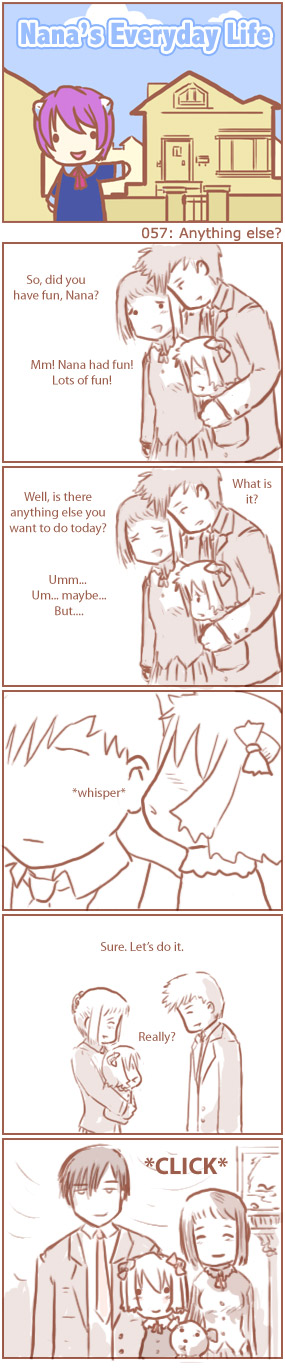 Nana's Everyday Life
057: Anything else?
So, did you
have fun, Nana?
Mm! Nana had fun!
Lots of fun!
Well, is there
anything else you
want to do today?
What is
it?
Umm...
Um... maybe...
But....
*whisper*
Sure. Let's do it.
Really?
*CLICK*